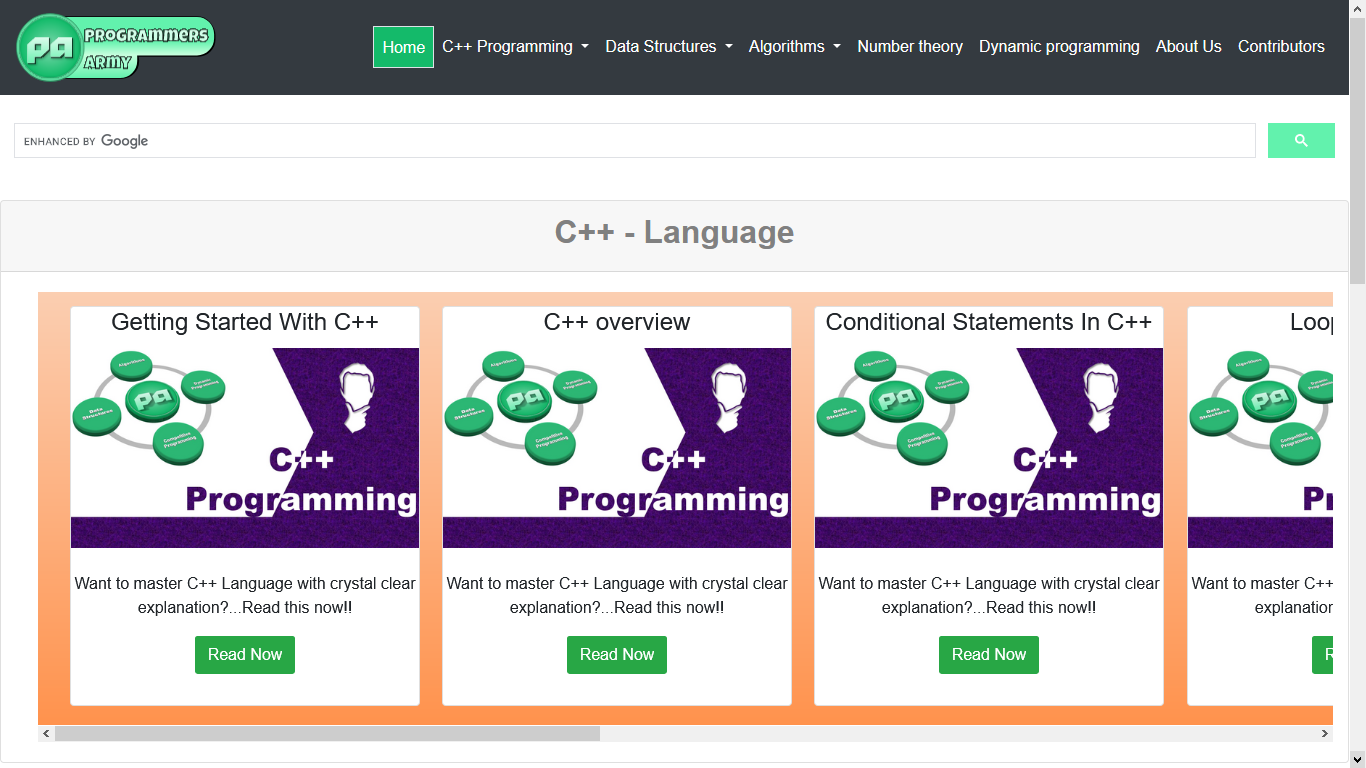 pa PROGRAMMERS
ARMY
Home C++ Programming Data Structures Algorithms Number theory Dynamic programming About Us Contributors
ENHANCED BY Google
C++ - Language
Getting Started With C++
Algorithms
Dynamic Programming
pa
Data Structures
Competitive Programming
C++
Programming
Want to master C++ Language with crystal clear
explanation?...Read this now!!
Read Now
C++ overview
Algorithms
Dynamic Programming
pa
Data Structures
Competitive Programming
C++
Programming
Want to master C++ Language with crystal clear
explanation?...Read this now!!
Read Now
Conditional Statements In C++
Algorithms
Dynamic Programming
pa
Data Structures
Competitive Programming
C++
Programming
Want to master C++ Language with crystal clear
explanation?...Read this now!!
Read Now
Loop
Algorithms
pa
Data Structures
Competitive Programming
Want to master C++
explanation